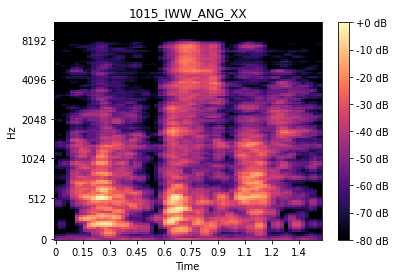 1015_IWW_ANG_XX
+0 dB
8192
-10 dB
4096
-20 dB
-30 dB
2048
Hz
-40 dB
1024
-50 dB
512
-60 dB
-70 dB
0
-80 dB
0 0.15 0.3 0.45 0.6 0.75 0.9 1.1 1.2 1.4
Time